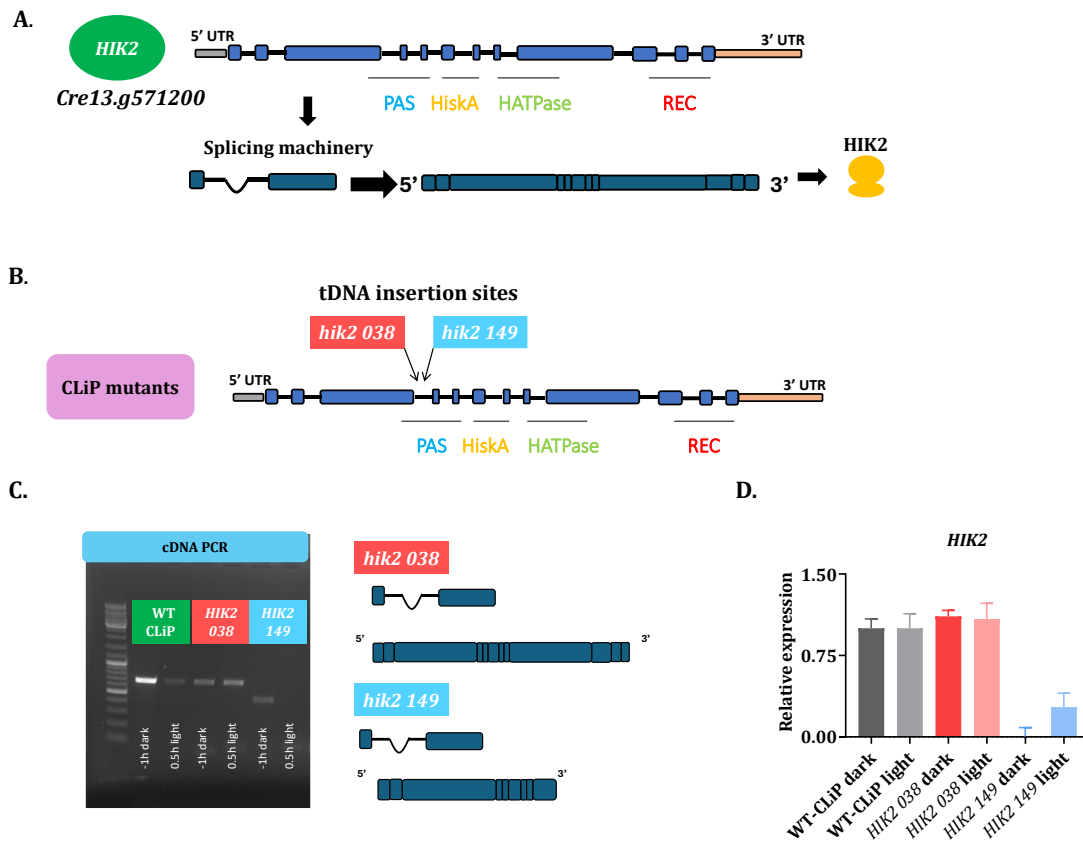 A.
HIK2
Cre13.g571200
5' UTR
3' UTR
PAS
HiskA
HATPase
REC
Splicing machinery
5'
3'
HIK2
B.
tDNA insertion sites
hik2 038
hik2 149
CLiP mutants
5' UTR
3' UTR
PAS
HiskA
HATPase
REC
C.
cDNA PCR
WT
CLiP
HIK2
038
HIK2
149
-1h dark
0.5h light
-1h dark
0.5h light
-1h dark
0.5h light
hik2 038
5'
3'
hik2 149
5'
3'
D.
HIK2
Relative expression
1.50
0.75
0.00
WT-CLiP dark
WT-CLiP light
HIK2 038 dark
HIK2 038 light
HIK2 149 dark
HIK2 149 light